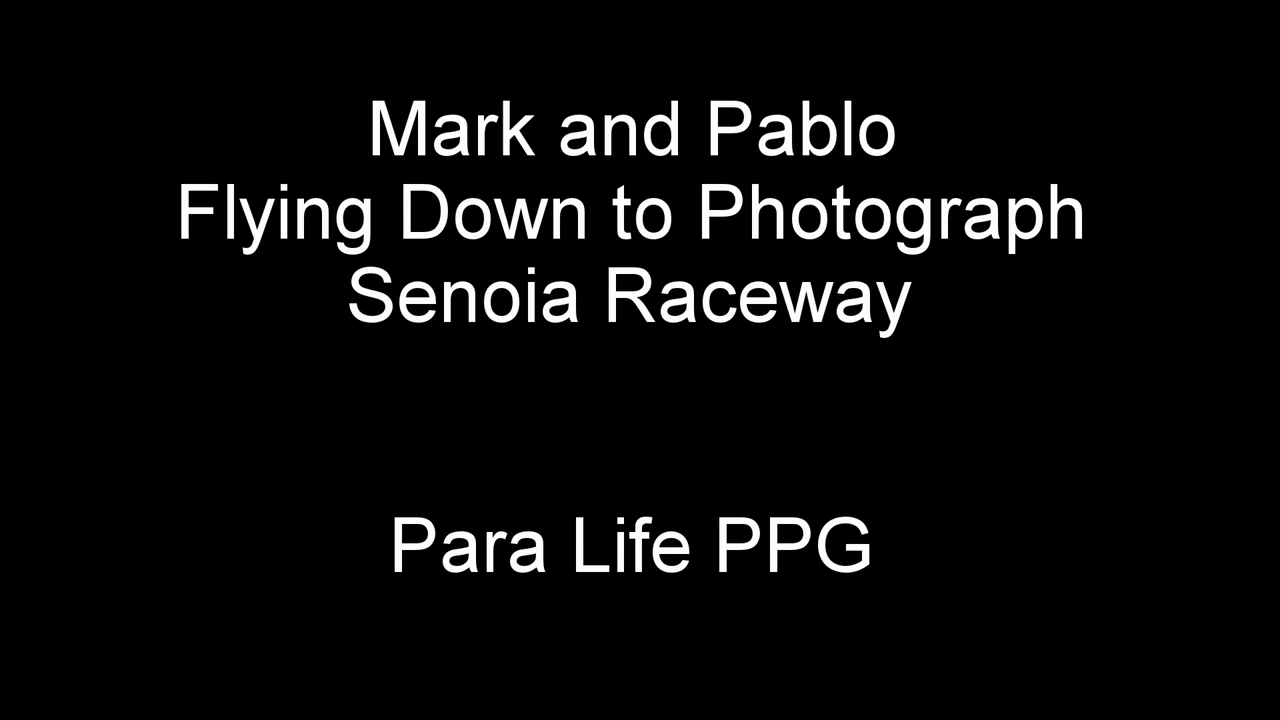 Mark and Pablo
Flying Down to Photograph
Senoia Raceway
Para Life PPG